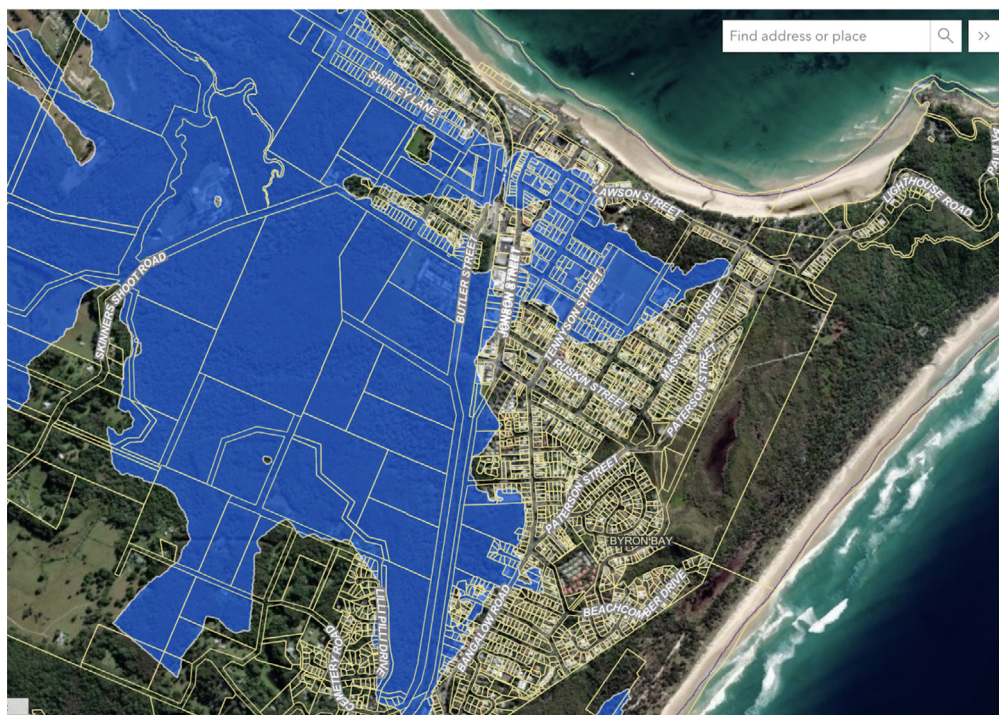 Find address or place
SHIRLEY LANE
LAWSON STREET
LIGHTHOUSE ROAD
SKINNERS SHOOT ROAD
BUTLER STREET
JONSON STREET
TENNYSON STREET
MASSINGER STREET
RUSKIN STREET
PATERSON STREET
PATERSON STREET
BYRON BAY
BEACHCOMBER DRIVE
LILLI PILLI DRIVE
BANGALOW ROAD
CEMETERY ROAD